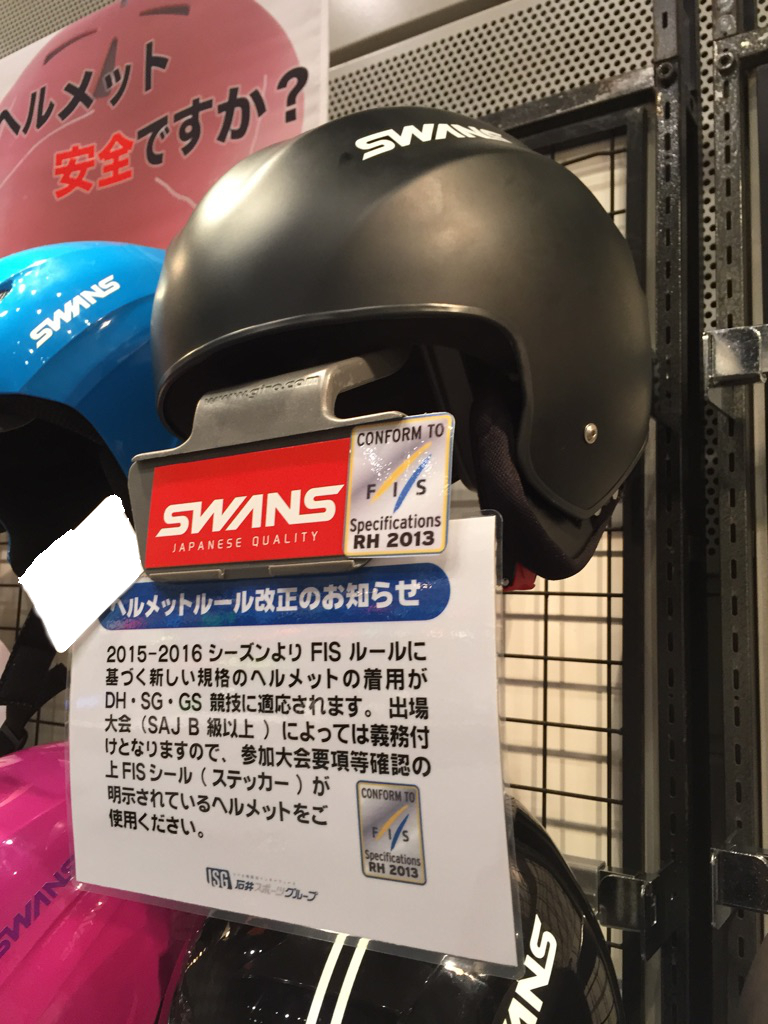 ヘルメット
安全ですか？
SWANS
SWANS
www.gizo.com
SWANS
JAPANESE QUALITY
CONFORM TO
FIS
Specifications
RH 2013
ヘルメットルール改正のお知らせ
2015-2016 シーズンより FIS ルールに
基づく新しい規格のヘルメットの着用が
DH・SG・GS 競技に適応されます。出場
大会（SAJ B 級以上 ）によっては義務付
けとなりますので、参加大会要項等確認の
上FISシール（ ステッカー ）が
明示されているヘルメットをご
使用ください。
CONFORM TO
FIS
Specifications
RH 2013
ISG
石井スポーツグループ
SWANS
SWANS